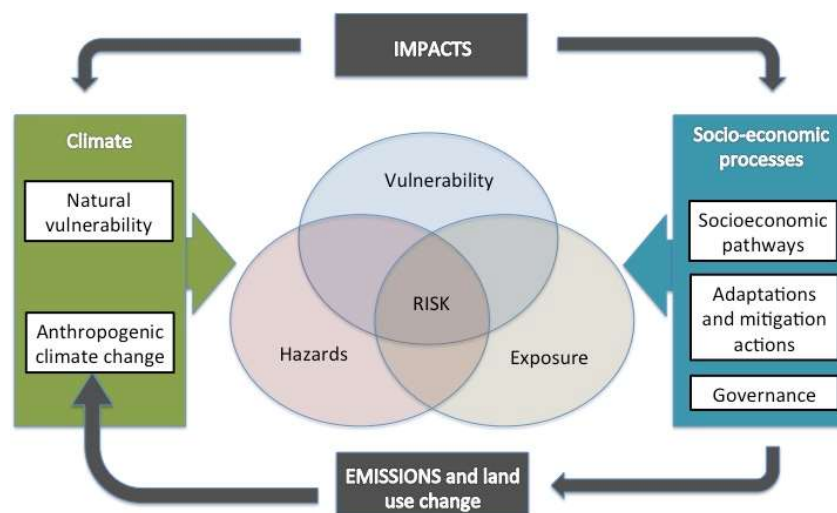 IMPACTS
Climate
Natural
vulnerability
Anthropogenic
climate change
Vulnerability
Hazards
RISK
Exposure
Socio-economic
processes
Socioeconomic
pathways
Adaptations
and mitigation
actions
Governance
EMISSIONS and land
use change